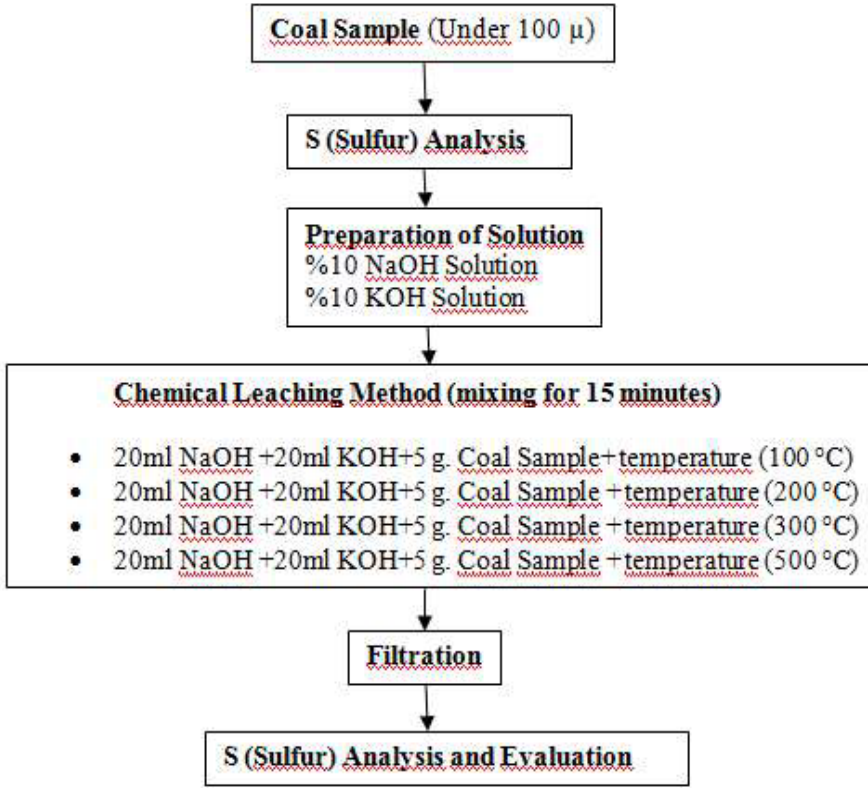 Coal Sample (Under 100 µ)
S (Sulfur) Analysis
Preparation of Solution
%10 NaOH Solution
%10 KOH Solution
Chemical Leaching Method (mixing for 15 minutes)
• 20ml NaOH +20ml KOH+5 g. Coal Sample+temperature (100 °C)
• 20ml NaOH +20ml KOH+5 g. Coal Sample +temperature (200 °C)
• 20ml NaOH +20ml KOH+5 g. Coal Sample +temperature (300 °C)
• 20ml NaOH +20ml KOH+5 g. Coal Sample +temperature (500 °C)
Filtration
S (Sulfur) Analysis and Evaluation